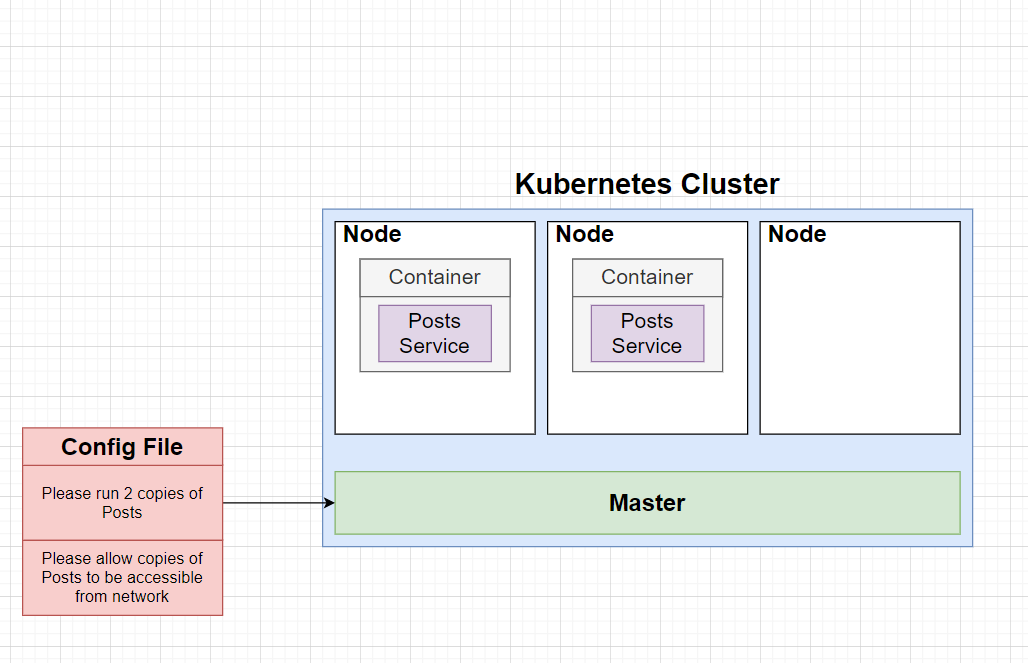 Kubernetes Cluster
Node
Container
Posts
Service
Node
Container
Posts
Service
Node
Config File
Please run 2 copies of
Posts
Please allow copies of
Posts to be accessible
from network
Master